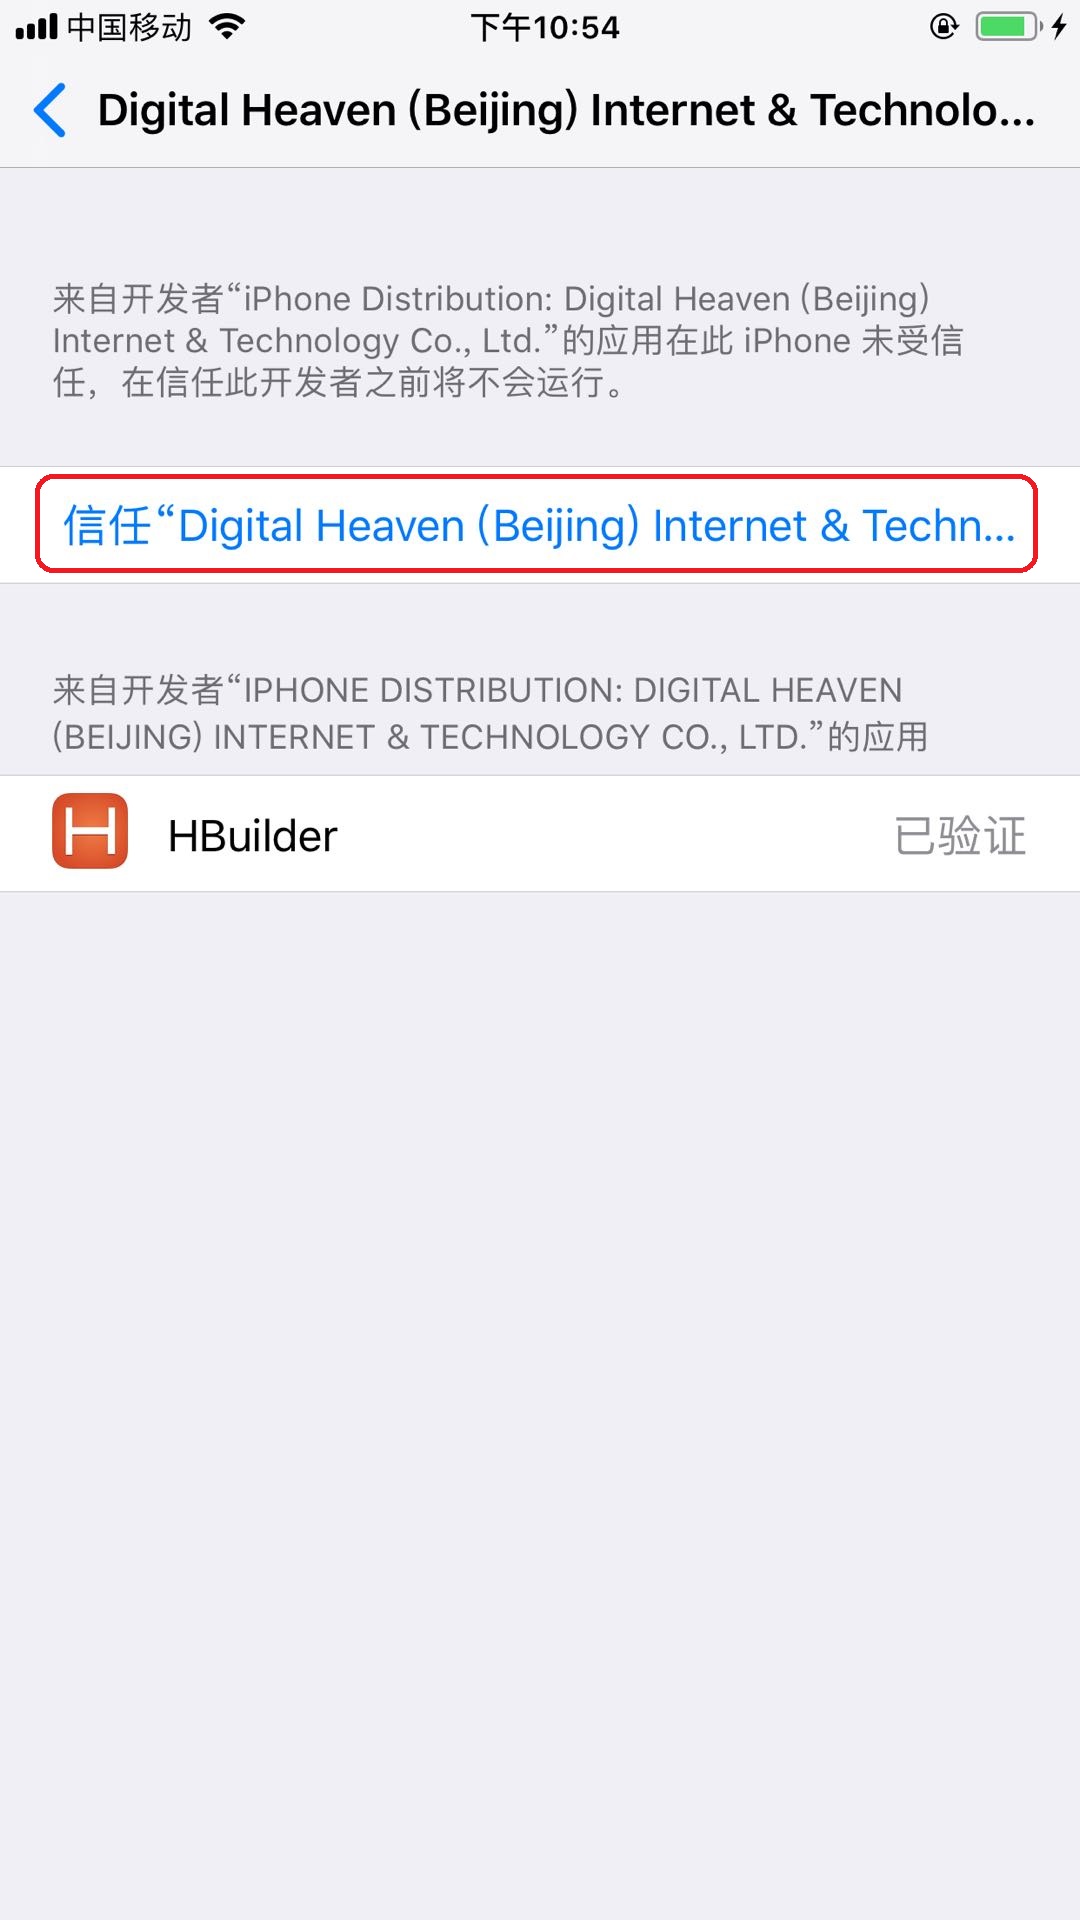 中国移动
下午10:54
Digital Heaven (Beijing) Internet & Technolo...
来自开发者“iPhone Distribution: Digital Heaven (Beijing)
Internet & Technology Co., Ltd.”的应用在此 iPhone 未受信
任，在信任此开发者之前将不会运行。
信任“Digital Heaven (Beijing) Internet & Techn...
来自开发者“IPHONE DISTRIBUTION: DIGITAL HEAVEN
(BEIJING) INTERNET & TECHNOLOGY CO., LTD.”的应用
H
HBuilder
已验证